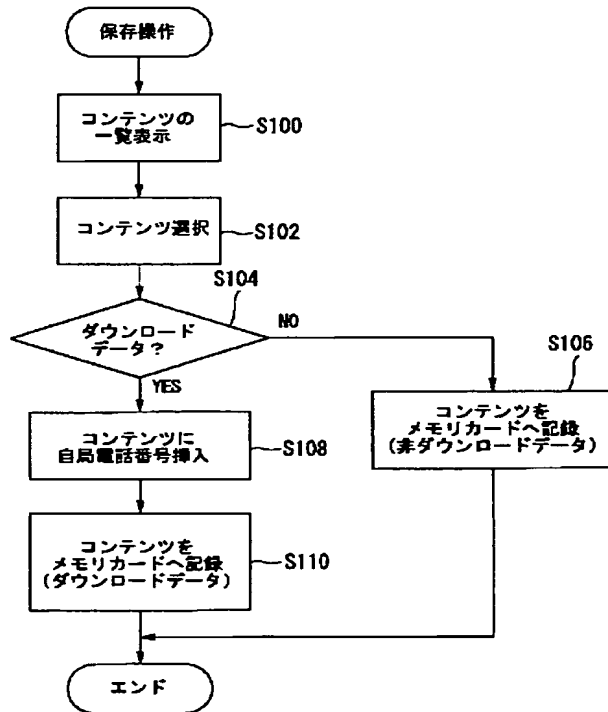 保存操作
コンテンツの
一覧表示
S100
コンテンツ選択
S102
S104
ダウンロード
データ？
NO
YES
S106
コンテンツを
メモリカードへ記録
(非ダウンロードデータ)
コンテンツに
自局電話番号挿入
S108
コンテンツを
メモリカードへ記録
(ダウンロードデータ)
S110
エンド